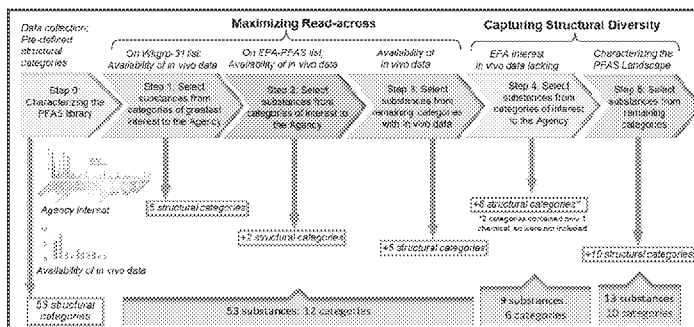 Maximizing Read-across
Capturing Structural Diversity
Data collection;
Pre-defined
structural
categories
On Wkgrp-31 list;
Availability of in vivo data
On EPA-PFAS list;
Availability of in vivo data
Availability of
in vivo data
EPA interest
in vivo data lacking
Characterizing the
PFAS Landscape
Step 0:
Characterizing the
PFAS library
Step 1: Select
substances from
categories of greatest
interest to the Agency
Step 2: Select
substances from
categories of interest to
the Agency
Step 3: Select
substances from
remaining categories
with in vivo data
Step 4: Select
substances from
categories of interest
to the Agency
Step 5: Select
substances from
remaining
categories
Agency interest
Availability of in vivo data
53 structural
categories
5 structural categories
+2 structural categories
+5 structural categories
+8 structural categories*
*2 categories contained only 1
chemical, so were not included
+10 structural categories
53 substances: 12 categories
9 substances:
6 categories
13 substances
10 categories